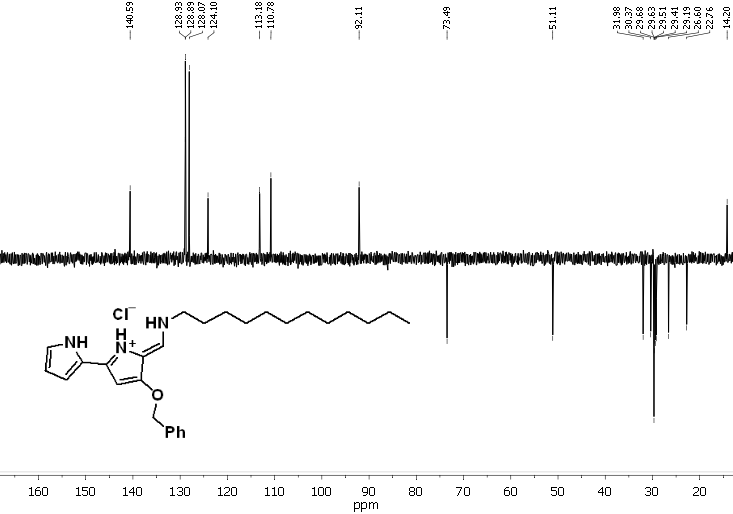 140.59
128.93
128.89
128.07
124.10
113.18
110.78
92.11
73.49
51.11
31.98
30.37
29.68
29.63
29.51
29.41
29.19
26.60
22.76
14.20
Cl⁻
HN
H
N⁺
NH
O
Ph
160 150 140 130 120 110 100 90 80 70 60 50 40 30 20
ppm